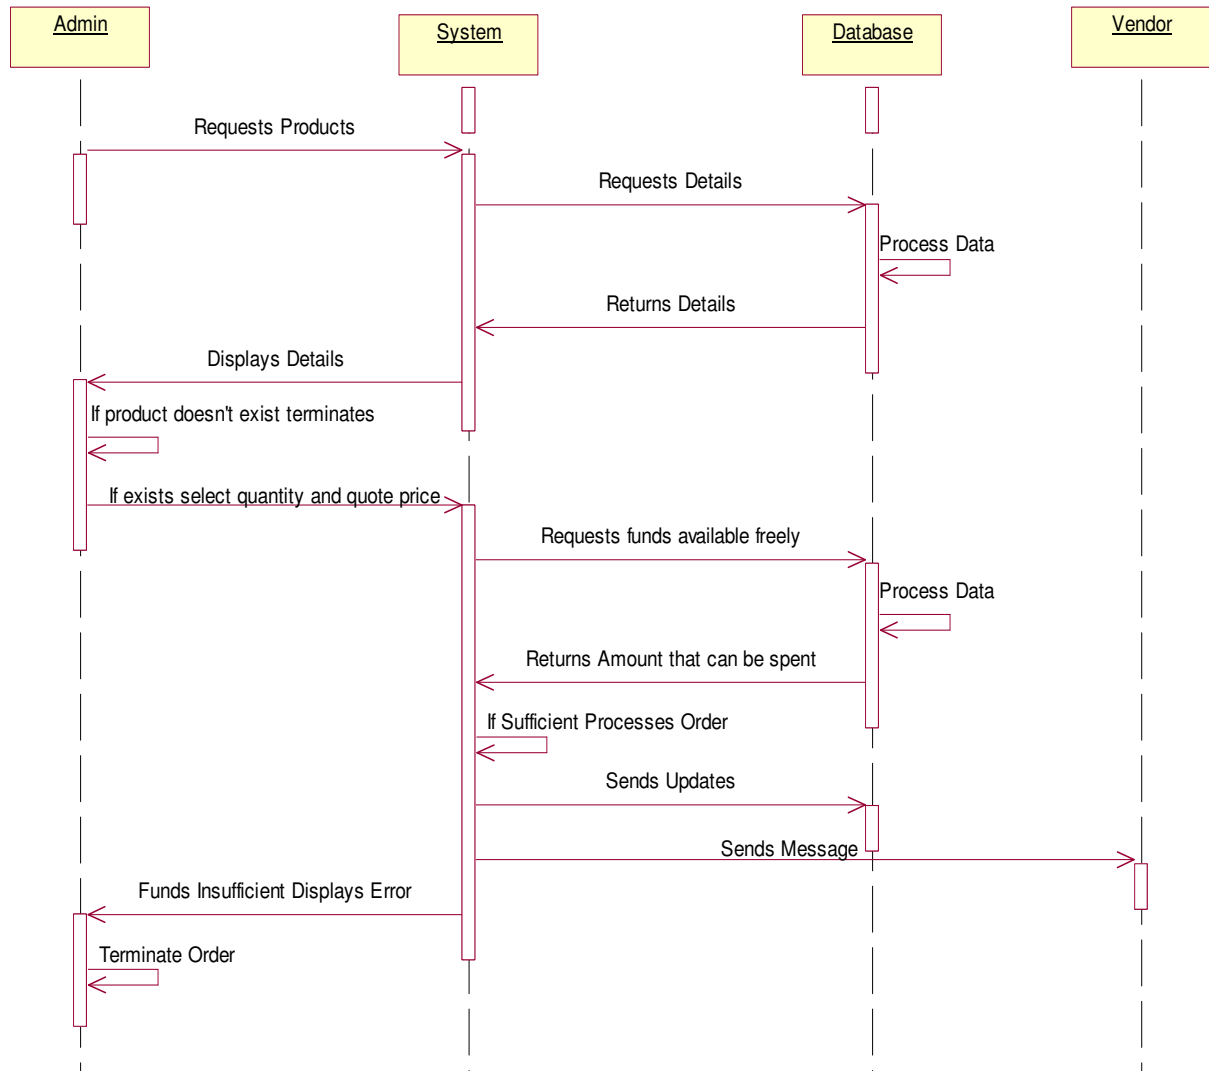 Admin
System
Database
Vendor
Requests Products
Requests Details
Process Data
Returns Details
Displays Details
If product doesn't exist terminates
If exists select quantity and quote price
Requests funds available freely
Process Data
Returns Amount that can be spent
If Sufficient Processes Order
Sends Updates
Sends Message
Funds Insufficient Displays Error
Terminate Order